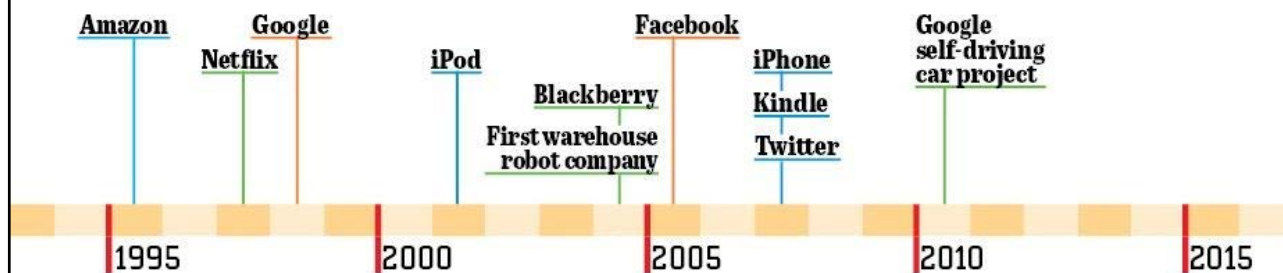 Amazon
Netflix
Google
iPod
Blackberry
First warehouse
robot company
Facebook
iPhone
Kindle
Twitter
Google
self-driving
car project
1995
2000
2005
2010
2015